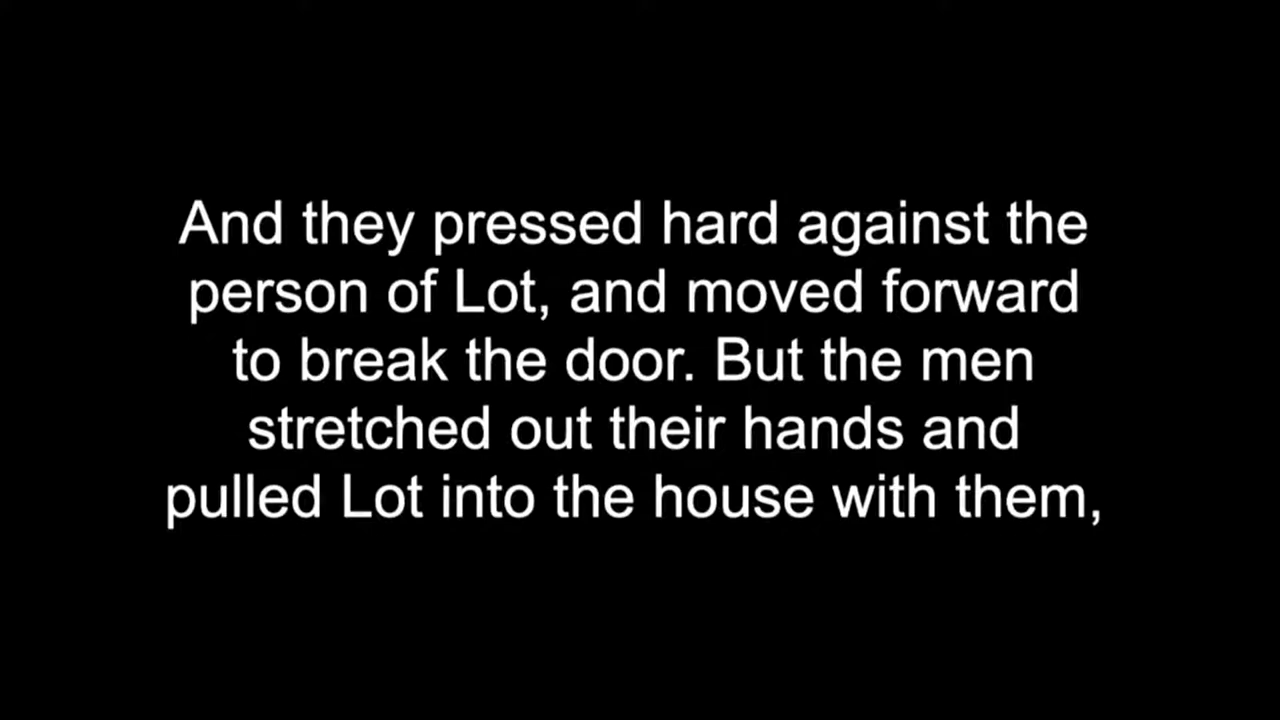 And they pressed hard against the
person of Lot, and moved forward
to break the door. But the men
stretched out their hands and
pulled Lot into the house with them,